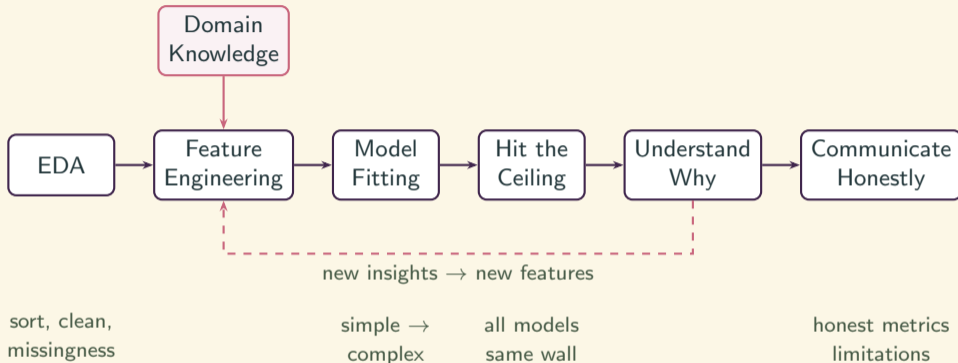 Domain
Knowledge
EDA
Feature
Engineering
Model
Fitting
Hit the
Ceiling
Understand
Why
Communicate
Honestly
new insights → new features
sort, clean,
missingness
simple →
complex
all models
same wall
honest metrics
limitations